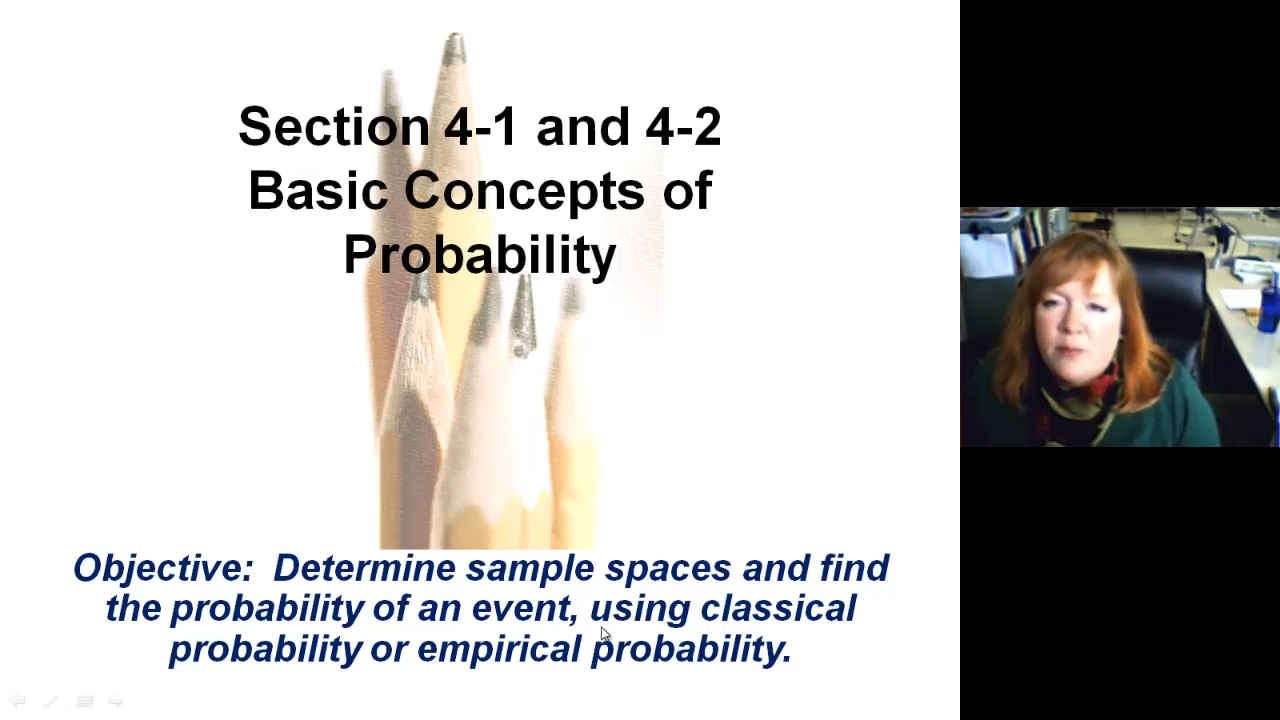 Section 4-1 and 4-2
Basic Concepts of
Probability
Objective:  Determine sample spaces and find
the probability of an event, using classical
probability or empirical probability.